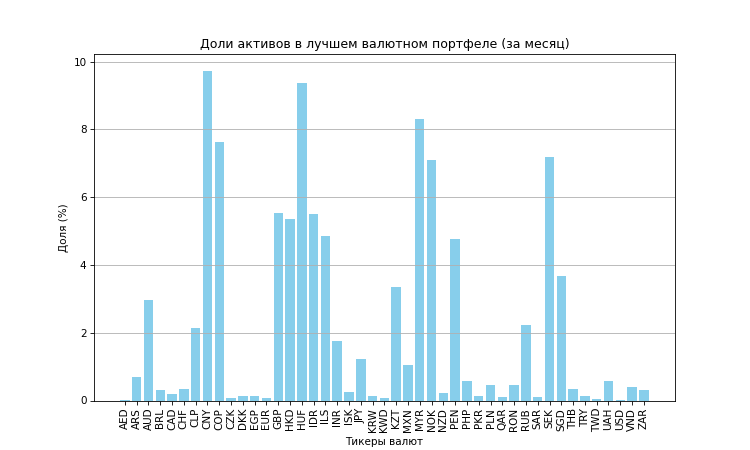 Доли активов в лучшем валютном портфеле (за месяц)
10
8
6
4
2
0
Доля (%)
AED ARS AUD BRL CAD CHF CLP CNY COP CZK DKK EGP EUR GBP HKD HUF IDR ILS INR ISK JPY KRW KWD KZT MXN MYR NOK NZD PEN PHP PKR PLN QAR RON RUB SAR SEK SGD THB TRY TWD UAH USD VND ZAR
Тикеры валют